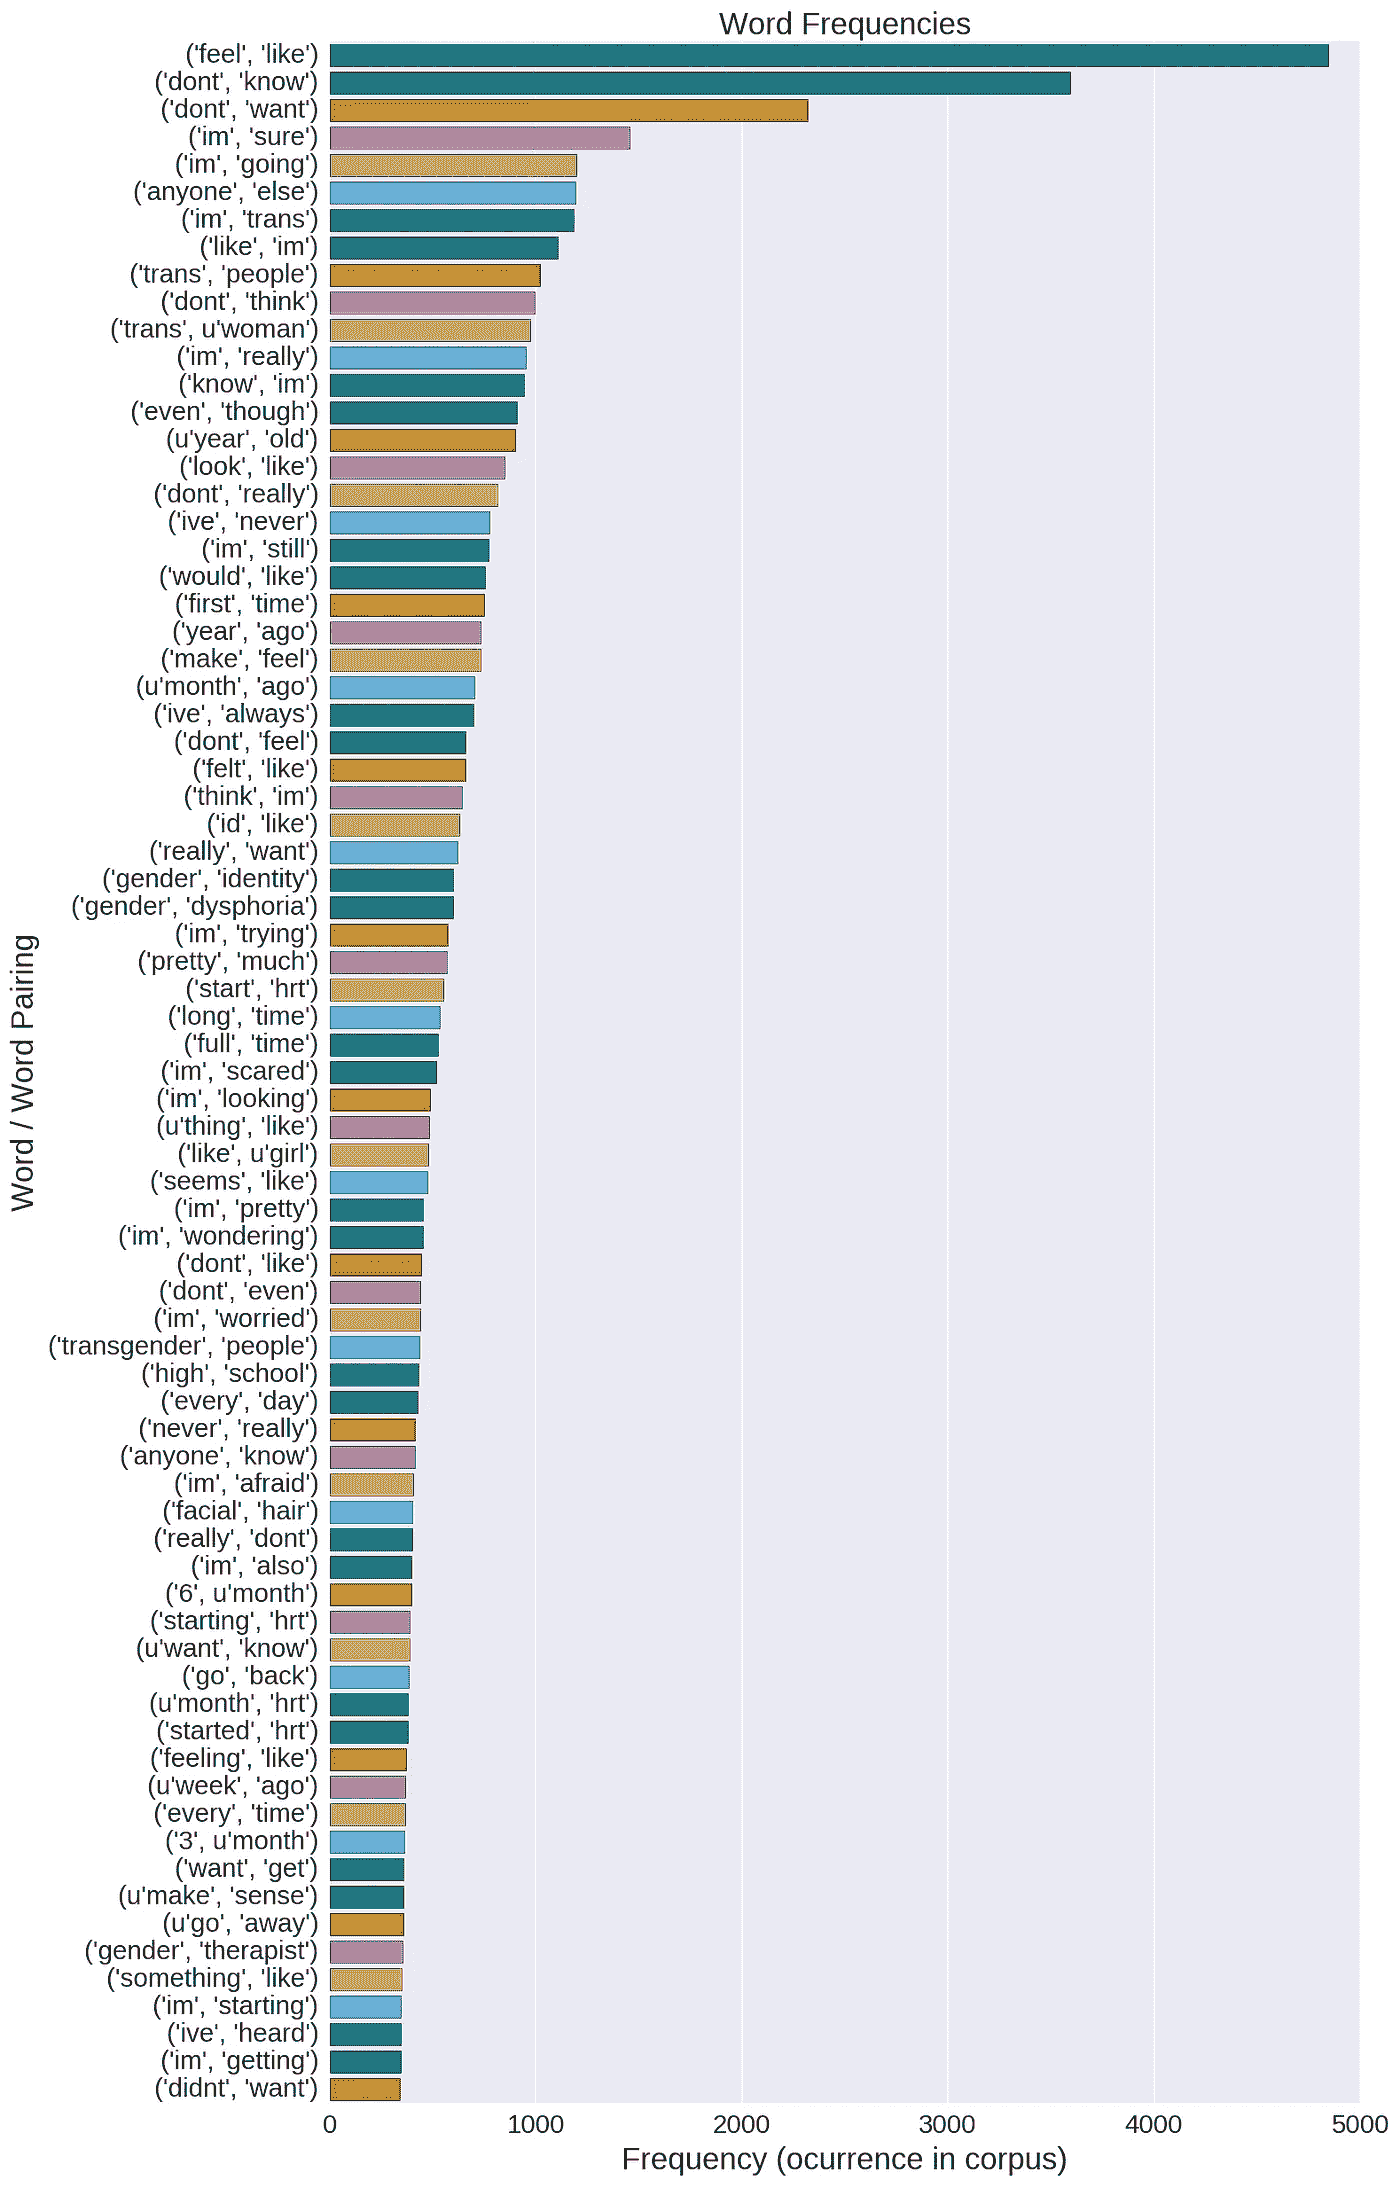 Word Frequencies
('feel', 'like')
('dont', 'know')
('dont', 'want')
('im', 'sure')
('im', 'going')
('anyone', 'else')
('im', 'trans')
('like', 'im')
('trans', 'people')
('dont', 'think')
('trans', u'woman')
('im', 'really')
('know', 'im')
('even', 'though')
(u'year', 'old')
('look', 'like')
('dont', 'really')
('ive', 'never')
('im', 'still')
('would', 'like')
('first', 'time')
('year', 'ago')
('make', 'feel')
(u'month', 'ago')
('ive', 'always')
('dont', 'feel')
('felt', 'like')
('think', 'im')
('id', 'like')
('really', 'want')
('gender', 'identity')
('gender', 'dysphoria')
('im', 'trying')
('pretty', 'much')
('start', 'hrt')
('long', 'time')
('full', 'time')
('im', 'scared')
('im', 'looking')
(u'thing', 'like')
('like', u'girl')
('seems', 'like')
('im', 'pretty')
('im', 'wondering')
('dont', 'like')
('dont', 'even')
('im', 'worried')
('transgender', 'people')
('high', 'school')
('every', 'day')
('never', 'really')
('anyone', 'know')
('im', 'afraid')
('facial', 'hair')
('really', 'dont')
('im', 'also')
('6', u'month')
('starting', 'hrt')
(u'want', 'know')
('go', 'back')
(u'month', 'hrt')
('started', 'hrt')
('feeling', 'like')
(u'week', 'ago')
('every', 'time')
('3', u'month')
('want', 'get')
(u'make', 'sense')
(u'go', 'away')
('gender', 'therapist')
('something', 'like')
('im', 'starting')
('ive', 'heard')
('im', 'getting')
('didnt', 'want')
Word / Word Pairing
0 1000 2000 3000 4000 5000
Frequency (ocurrence in corpus)